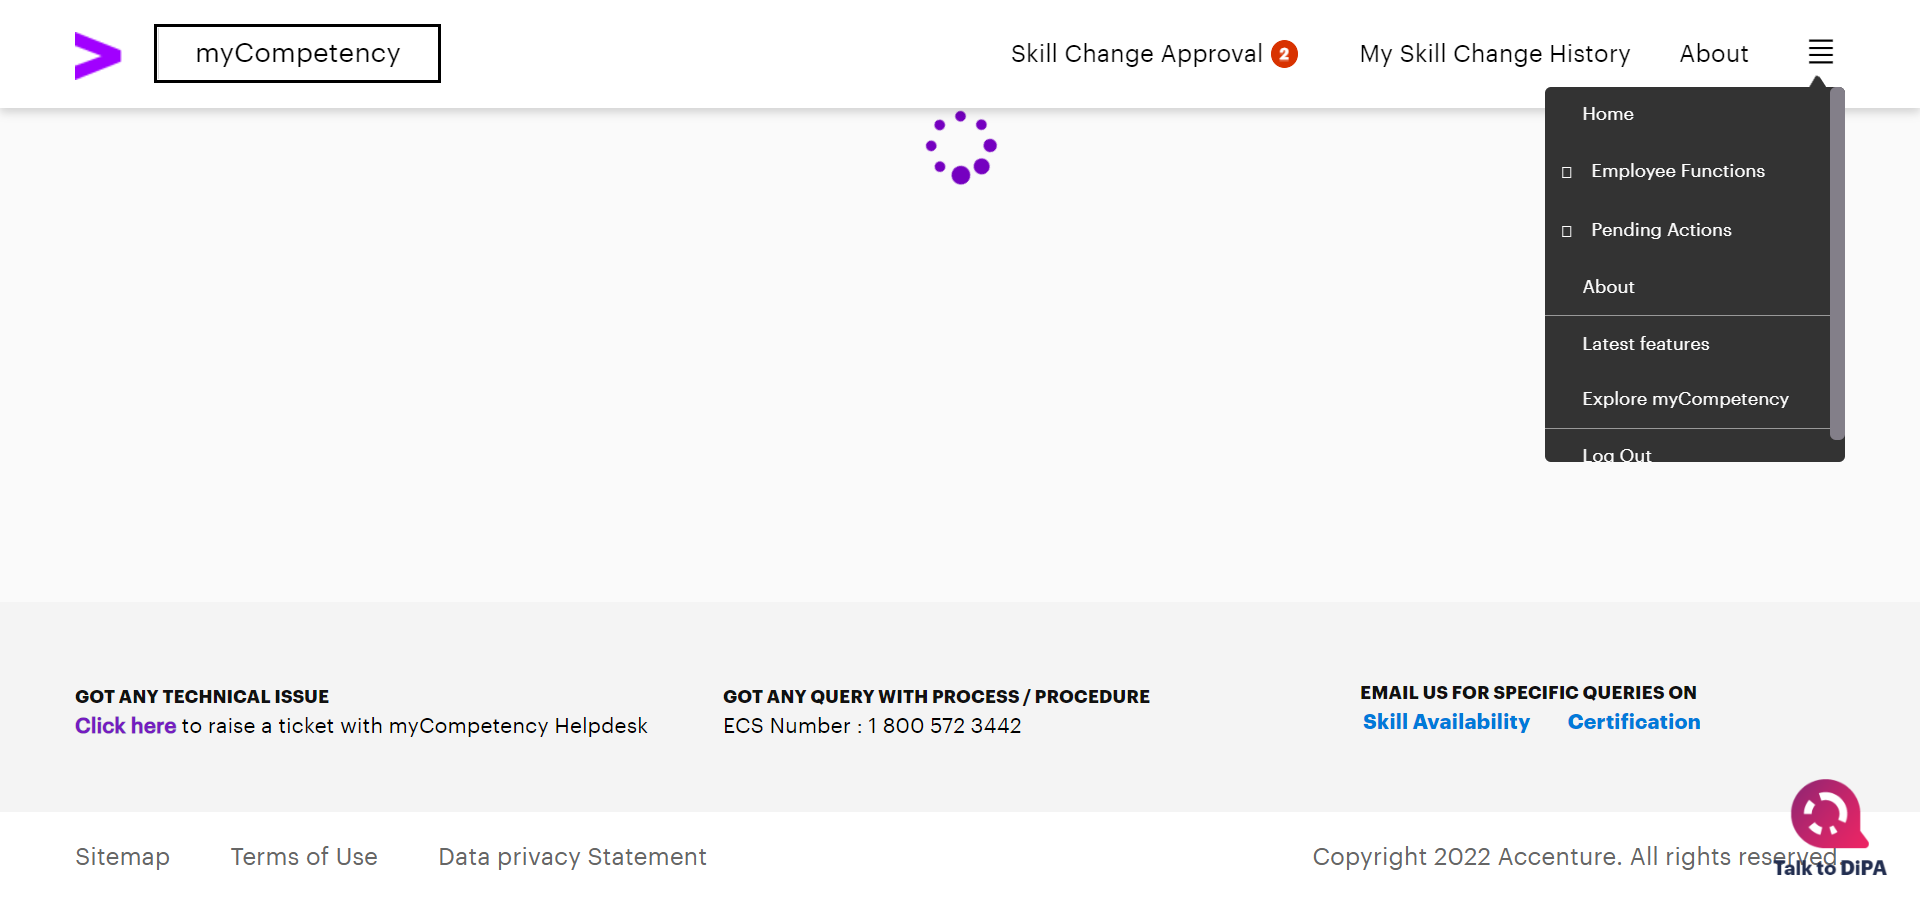 myCompetency
Skill Change Approval 2
My Skill Change History
About
Home
Employee Functions
Pending Actions
About
Latest features
Explore myCompetency
Log Out
GOT ANY TECHNICAL ISSUE
Click here to raise a ticket with myCompetency Helpdesk
GOT ANY QUERY WITH PROCESS / PROCEDURE
ECS Number : 1 800 572 3442
EMAIL US FOR SPECIFIC QUERIES ON
Skill Availability Certification
Sitemap
Terms of Use
Data privacy Statement
Copyright 2022 Accenture. All rights reserved.
Talk to DiPA